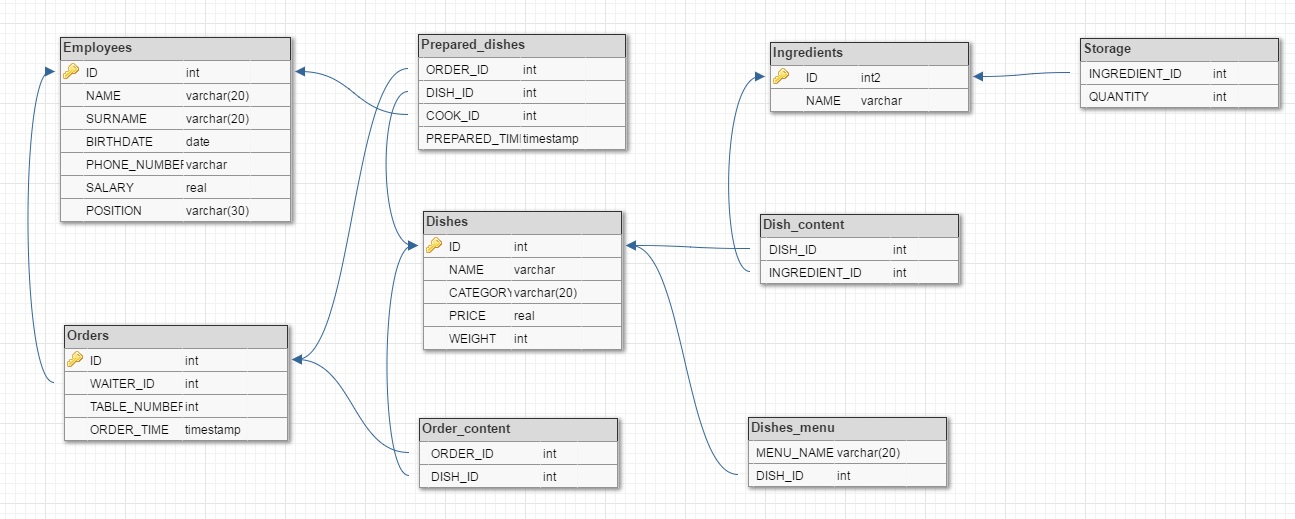 Employees
ID int
NAME varchar(20)
SURNAME varchar(20)
BIRTHDATE date
PHONE_NUMBER varchar
SALARY real
POSITION varchar(30)
Prepared_dishes
ORDER_ID int
DISH_ID int
COOK_ID int
PREPARED_TIM timestamp
Ingredients
ID int2
NAME varchar
Storage
INGREDIENT_ID int
QUANTITY int
Dishes
ID int
NAME varchar
CATEGORY varchar(20)
PRICE real
WEIGHT int
Dish_content
DISH_ID int
INGREDIENT_ID int
Orders
ID int
WAITER_ID int
TABLE_NUMBER int
ORDER_TIME timestamp
Order_content
ORDER_ID int
DISH_ID int
Dishes_menu
MENU_NAME varchar(20)
DISH_ID int